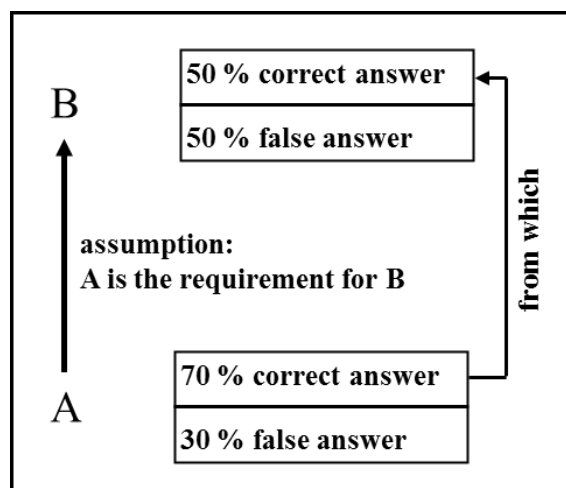 50 % correct answer
B
50 % false answer
assumption:
A is the requirement for B
from which
70 % correct answer
A
30 % false answer